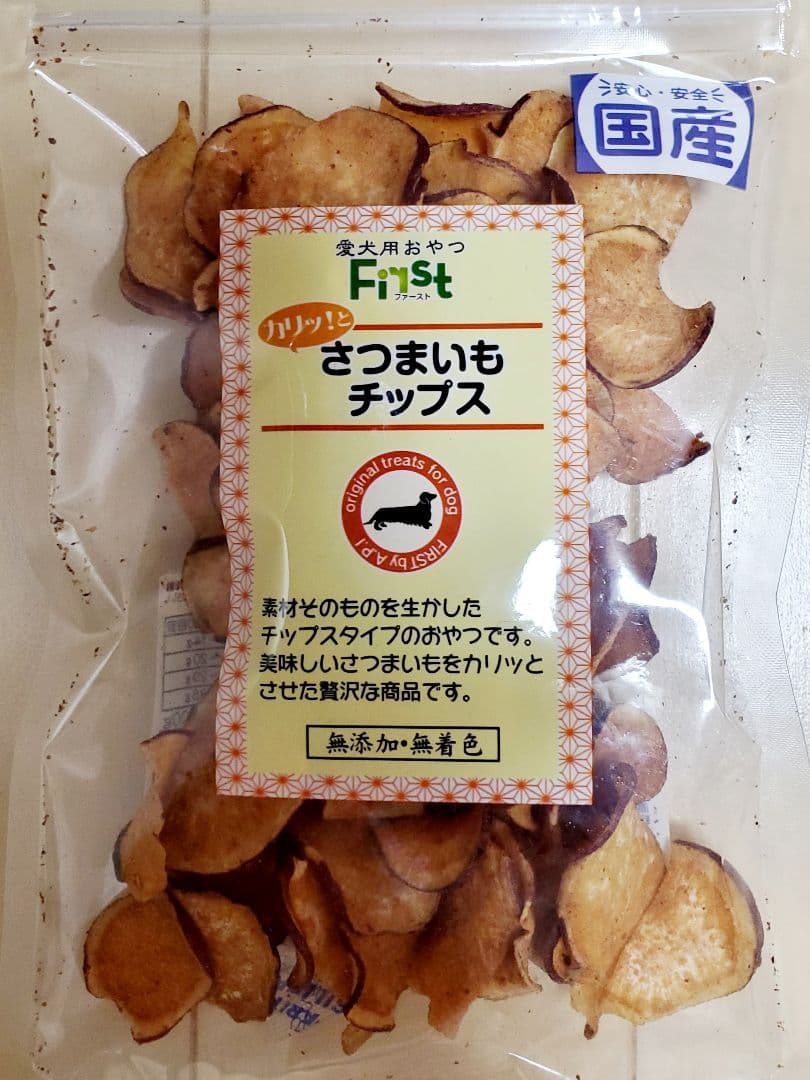 安心・安全
国産
愛犬用おやつ
First
ファースト
カリッ!と
さつまいも
チップス
original treats for dog
FIRST by A.P.I
素材そのものを生かした
チップスタイプのおやつです。
美味しいさつまいもをカリッと
させた贅沢な商品です。
無添加・無着色